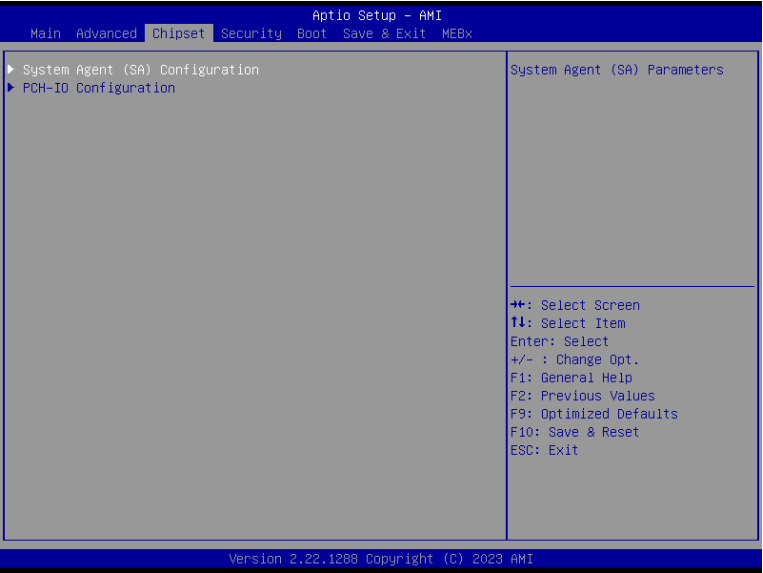 Aptio Setup – AMI
Main Advanced Chipset Security Boot Save & Exit MEBx
System Agent (SA) Configuration
PCH-IO Configuration
System Agent (SA) Parameters
→←: Select Screen
↑↓: Select Item
Enter: Select
+/- : Change Opt.
F1: General Help
F2: Previous Values
F9: Optimized Defaults
F10: Save & Reset
ESC: Exit
Version 2.22.1288 Copyright (C) 2023 AMI